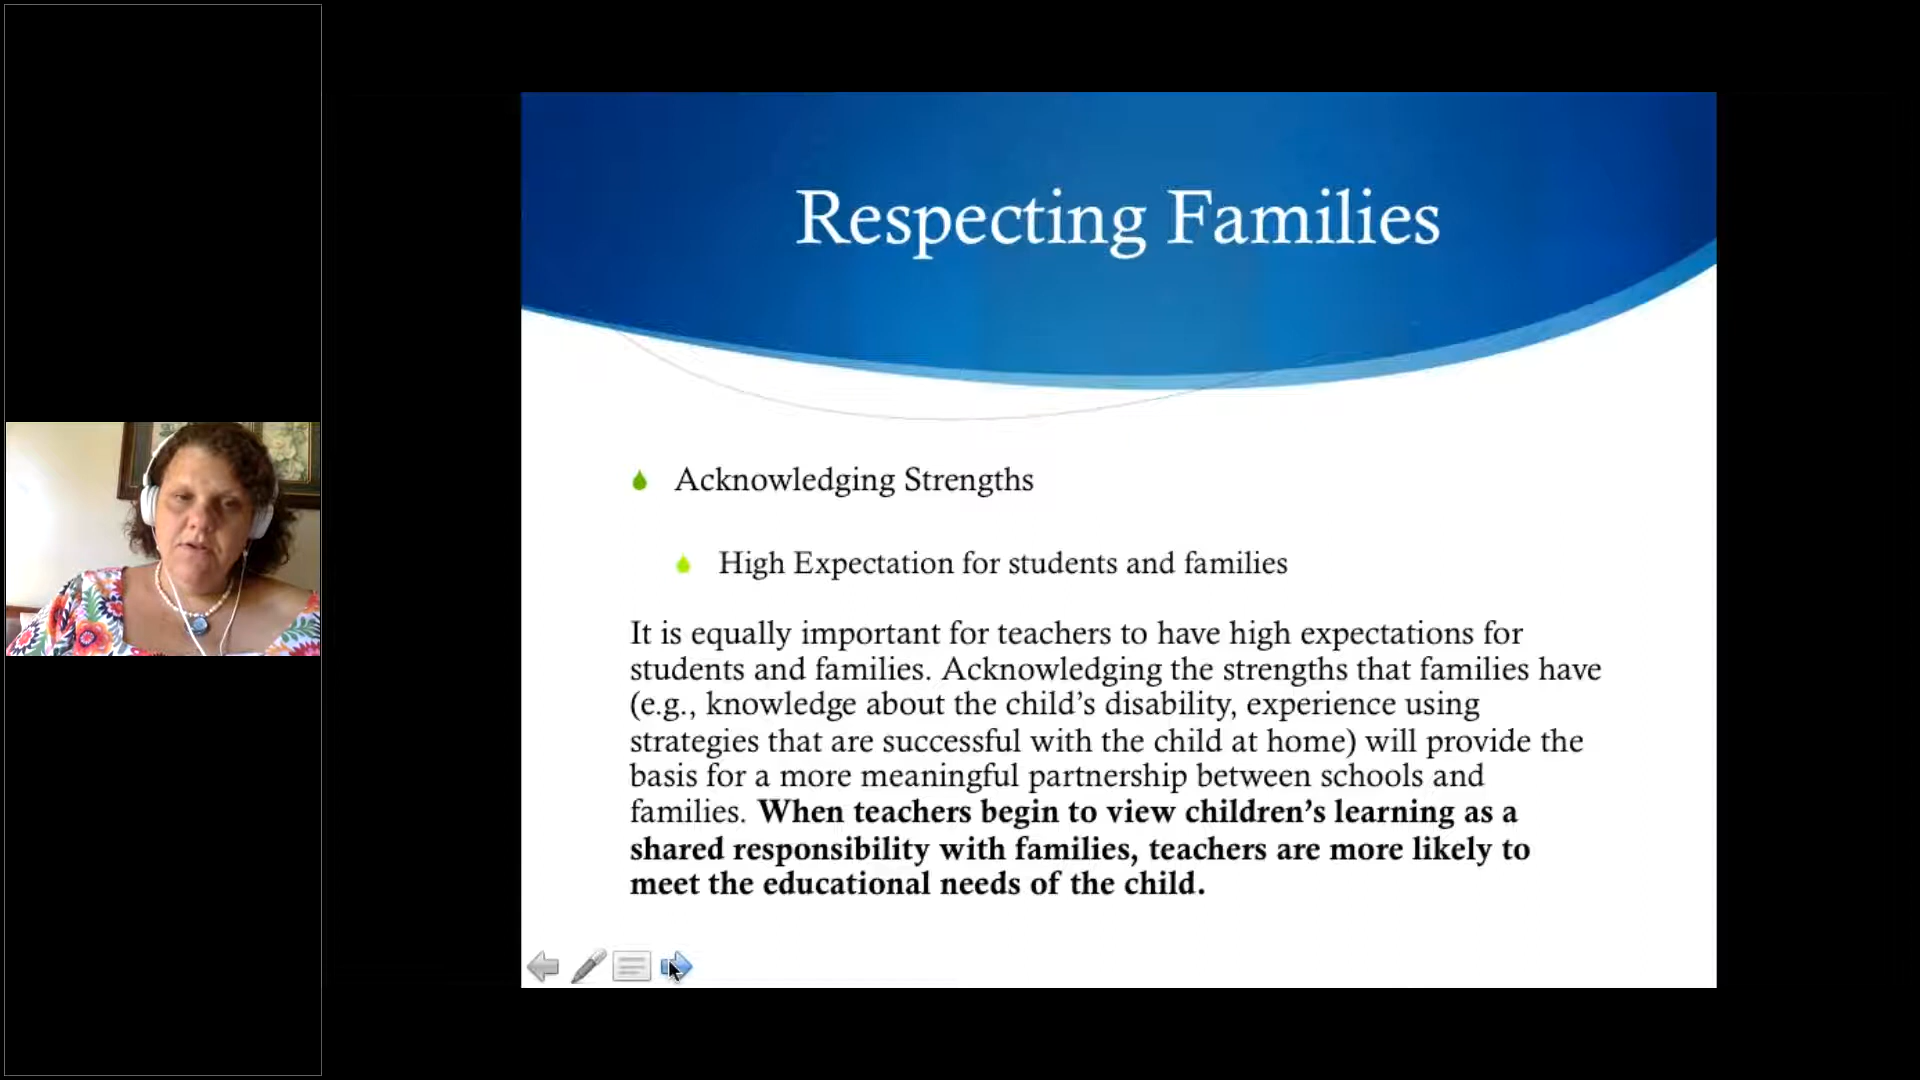 Respecting Families
Acknowledging Strengths
High Expectation for students and families
It is equally important for teachers to have high expectations for
students and families. Acknowledging the strengths that families have
(e.g., knowledge about the child’s disability, experience using
strategies that are successful with the child at home) will provide the
basis for a more meaningful partnership between schools and
families. When teachers begin to view children’s learning as a
shared responsibility with families, teachers are more likely to
meet the educational needs of the child.